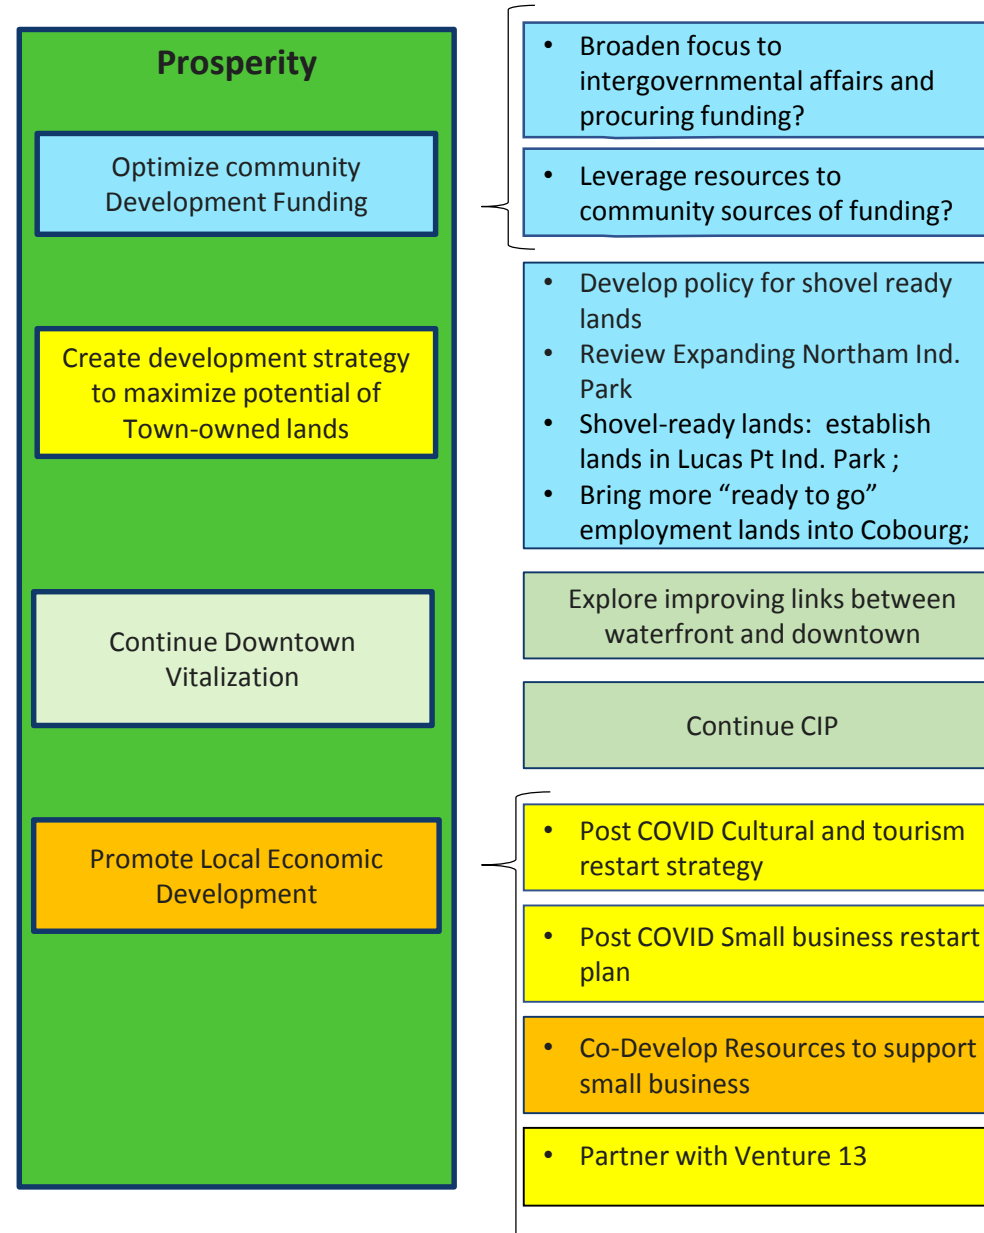 Prosperity
Optimize community
Development Funding
Create development strategy
to maximize potential of
Town-owned lands
Continue Downtown
Vitalization
Promote Local Economic
Development
• Broaden focus to
intergovernmental affairs and
procuring funding?
• Leverage resources to
community sources of funding?
• Develop policy for shovel ready
lands
• Review Expanding Northam Ind.
Park
• Shovel-ready lands: establish
lands in Lucas Pt Ind. Park ;
• Bring more “ready to go”
employment lands into Cobourg;
Explore improving links between
waterfront and downtown
Continue CIP
• Post COVID Cultural and tourism
restart strategy
• Post COVID Small business restart
plan
• Co-Develop Resources to support
small business
• Partner with Venture 13